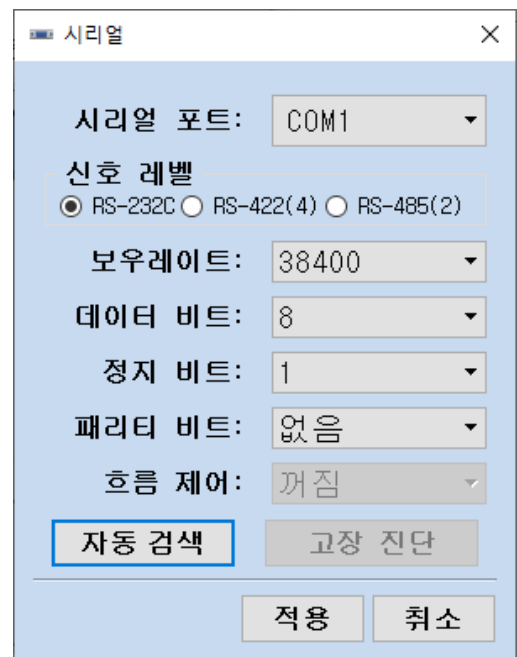 시리얼
시리얼 포트: COM1
신호 레벨
RS-232C RS-422(4) RS-485(2)
보우레이트: 38400
데이터 비트: 8
정지 비트: 1
패리티 비트: 없음
흐름 제어: 꺼짐
자동 검색 고장 진단
적용 취소